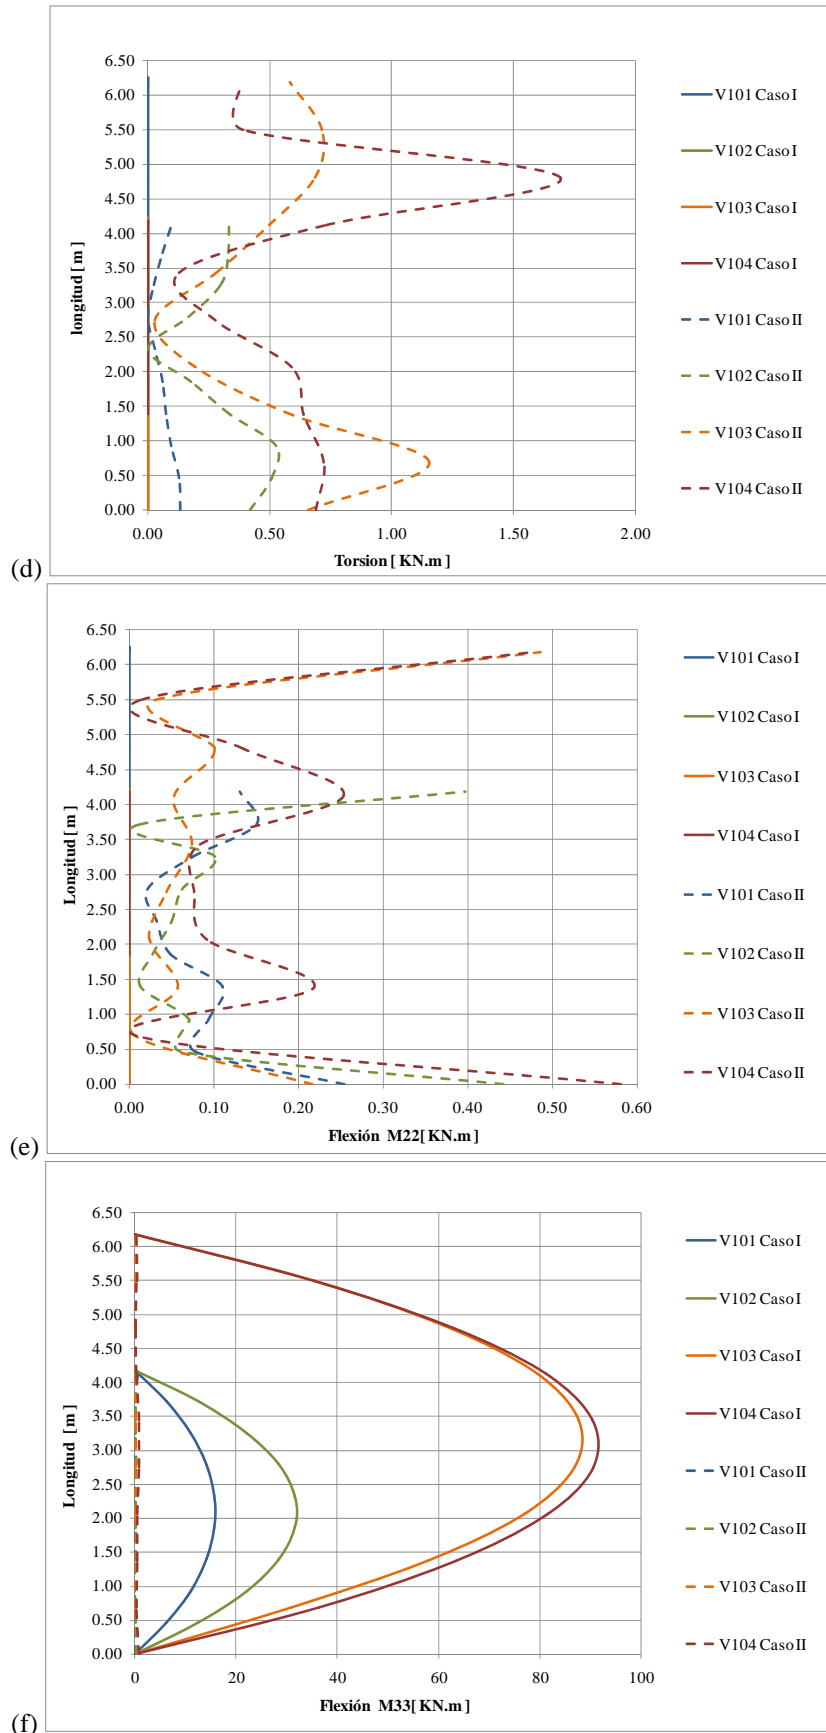 6.50
6.00
5.50
5.00
4.50
4.00
3.50
3.00
2.50
2.00
1.50
1.00
0.50
0.00
longitud [ m ]
0.00 0.50 1.00 1.50 2.00
Torsion [ KN.m ]
V101 Caso I
V102 Caso I
V103 Caso I
V104 Caso I
V101 Caso II
V102 Caso II
V103 Caso II
V104 Caso II
(d)
6.50
6.00
5.50
5.00
4.50
4.00
3.50
3.00
2.50
2.00
1.50
1.00
0.50
0.00
Longitud [ m ]
0.00 0.10 0.20 0.30 0.40 0.50 0.60
Flexión M22[ KN.m ]
V101 Caso I
V102 Caso I
V103 Caso I
V104 Caso I
V101 Caso II
V102 Caso II
V103 Caso II
V104 Caso II
(e)
6.50
6.00
5.50
5.00
4.50
4.00
3.50
3.00
2.50
2.00
1.50
1.00
0.50
0.00
Longitud [ m ]
0 20 40 60 80 100
Flexión M33[ KN.m ]
V101 Caso I
V102 Caso I
V103 Caso I
V104 Caso I
V101 Caso II
V102 Caso II
V103 Caso II
V104 Caso II
(f)